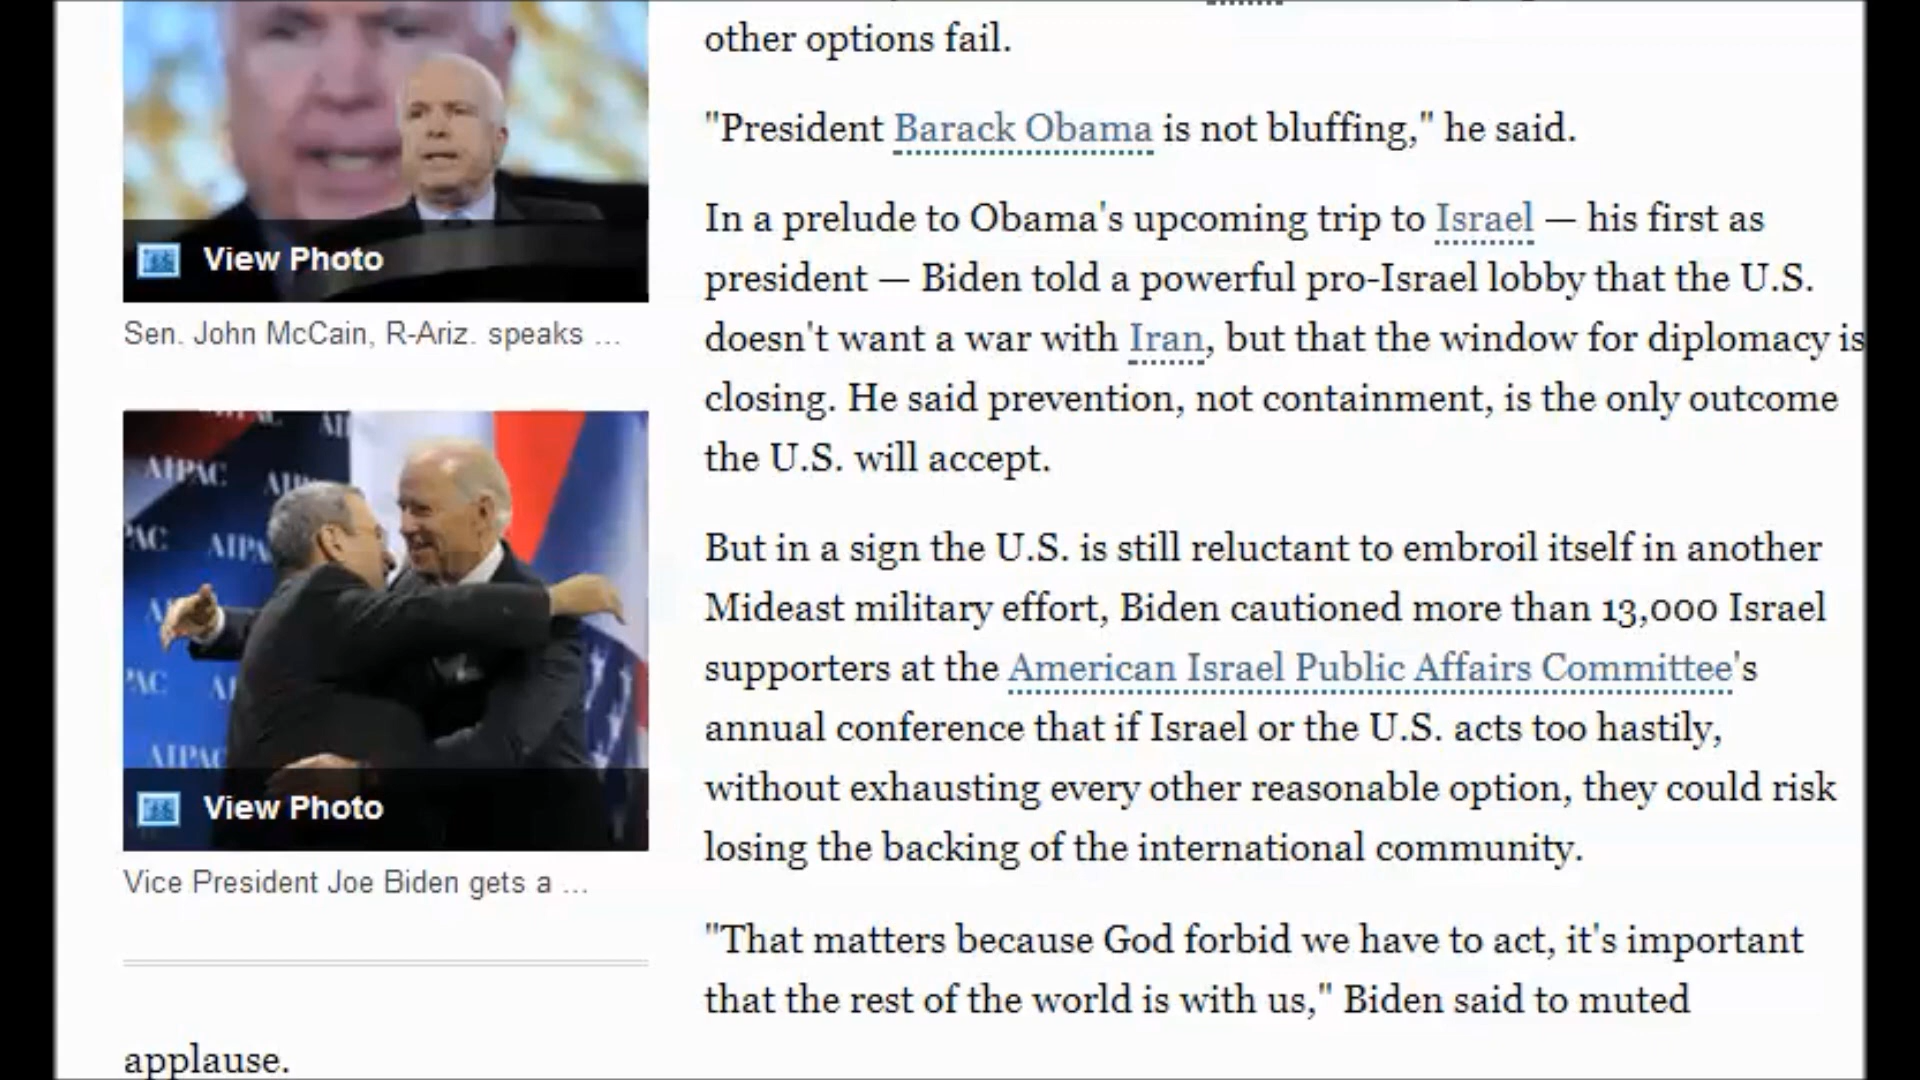 other options fail.
"President Barack Obama is not bluffing," he said.
In a prelude to Obama's upcoming trip to Israel — his first as
president — Biden told a powerful pro-Israel lobby that the U.S.
doesn't want a war with Iran, but that the window for diplomacy is
closing. He said prevention, not containment, is the only outcome
the U.S. will accept.
But in a sign the U.S. is still reluctant to embroil itself in another
Mideast military effort, Biden cautioned more than 13,000 Israel
supporters at the American Israel Public Affairs Committee's
annual conference that if Israel or the U.S. acts too hastily,
without exhausting every other reasonable option, they could risk
losing the backing of the international community.
"That matters because God forbid we have to act, it's important
that the rest of the world is with us," Biden said to muted
applause.
View Photo
Sen. John McCain, R-Ariz. speaks ...
AIPAC
AIPAC
View Photo
Vice President Joe Biden gets a ...